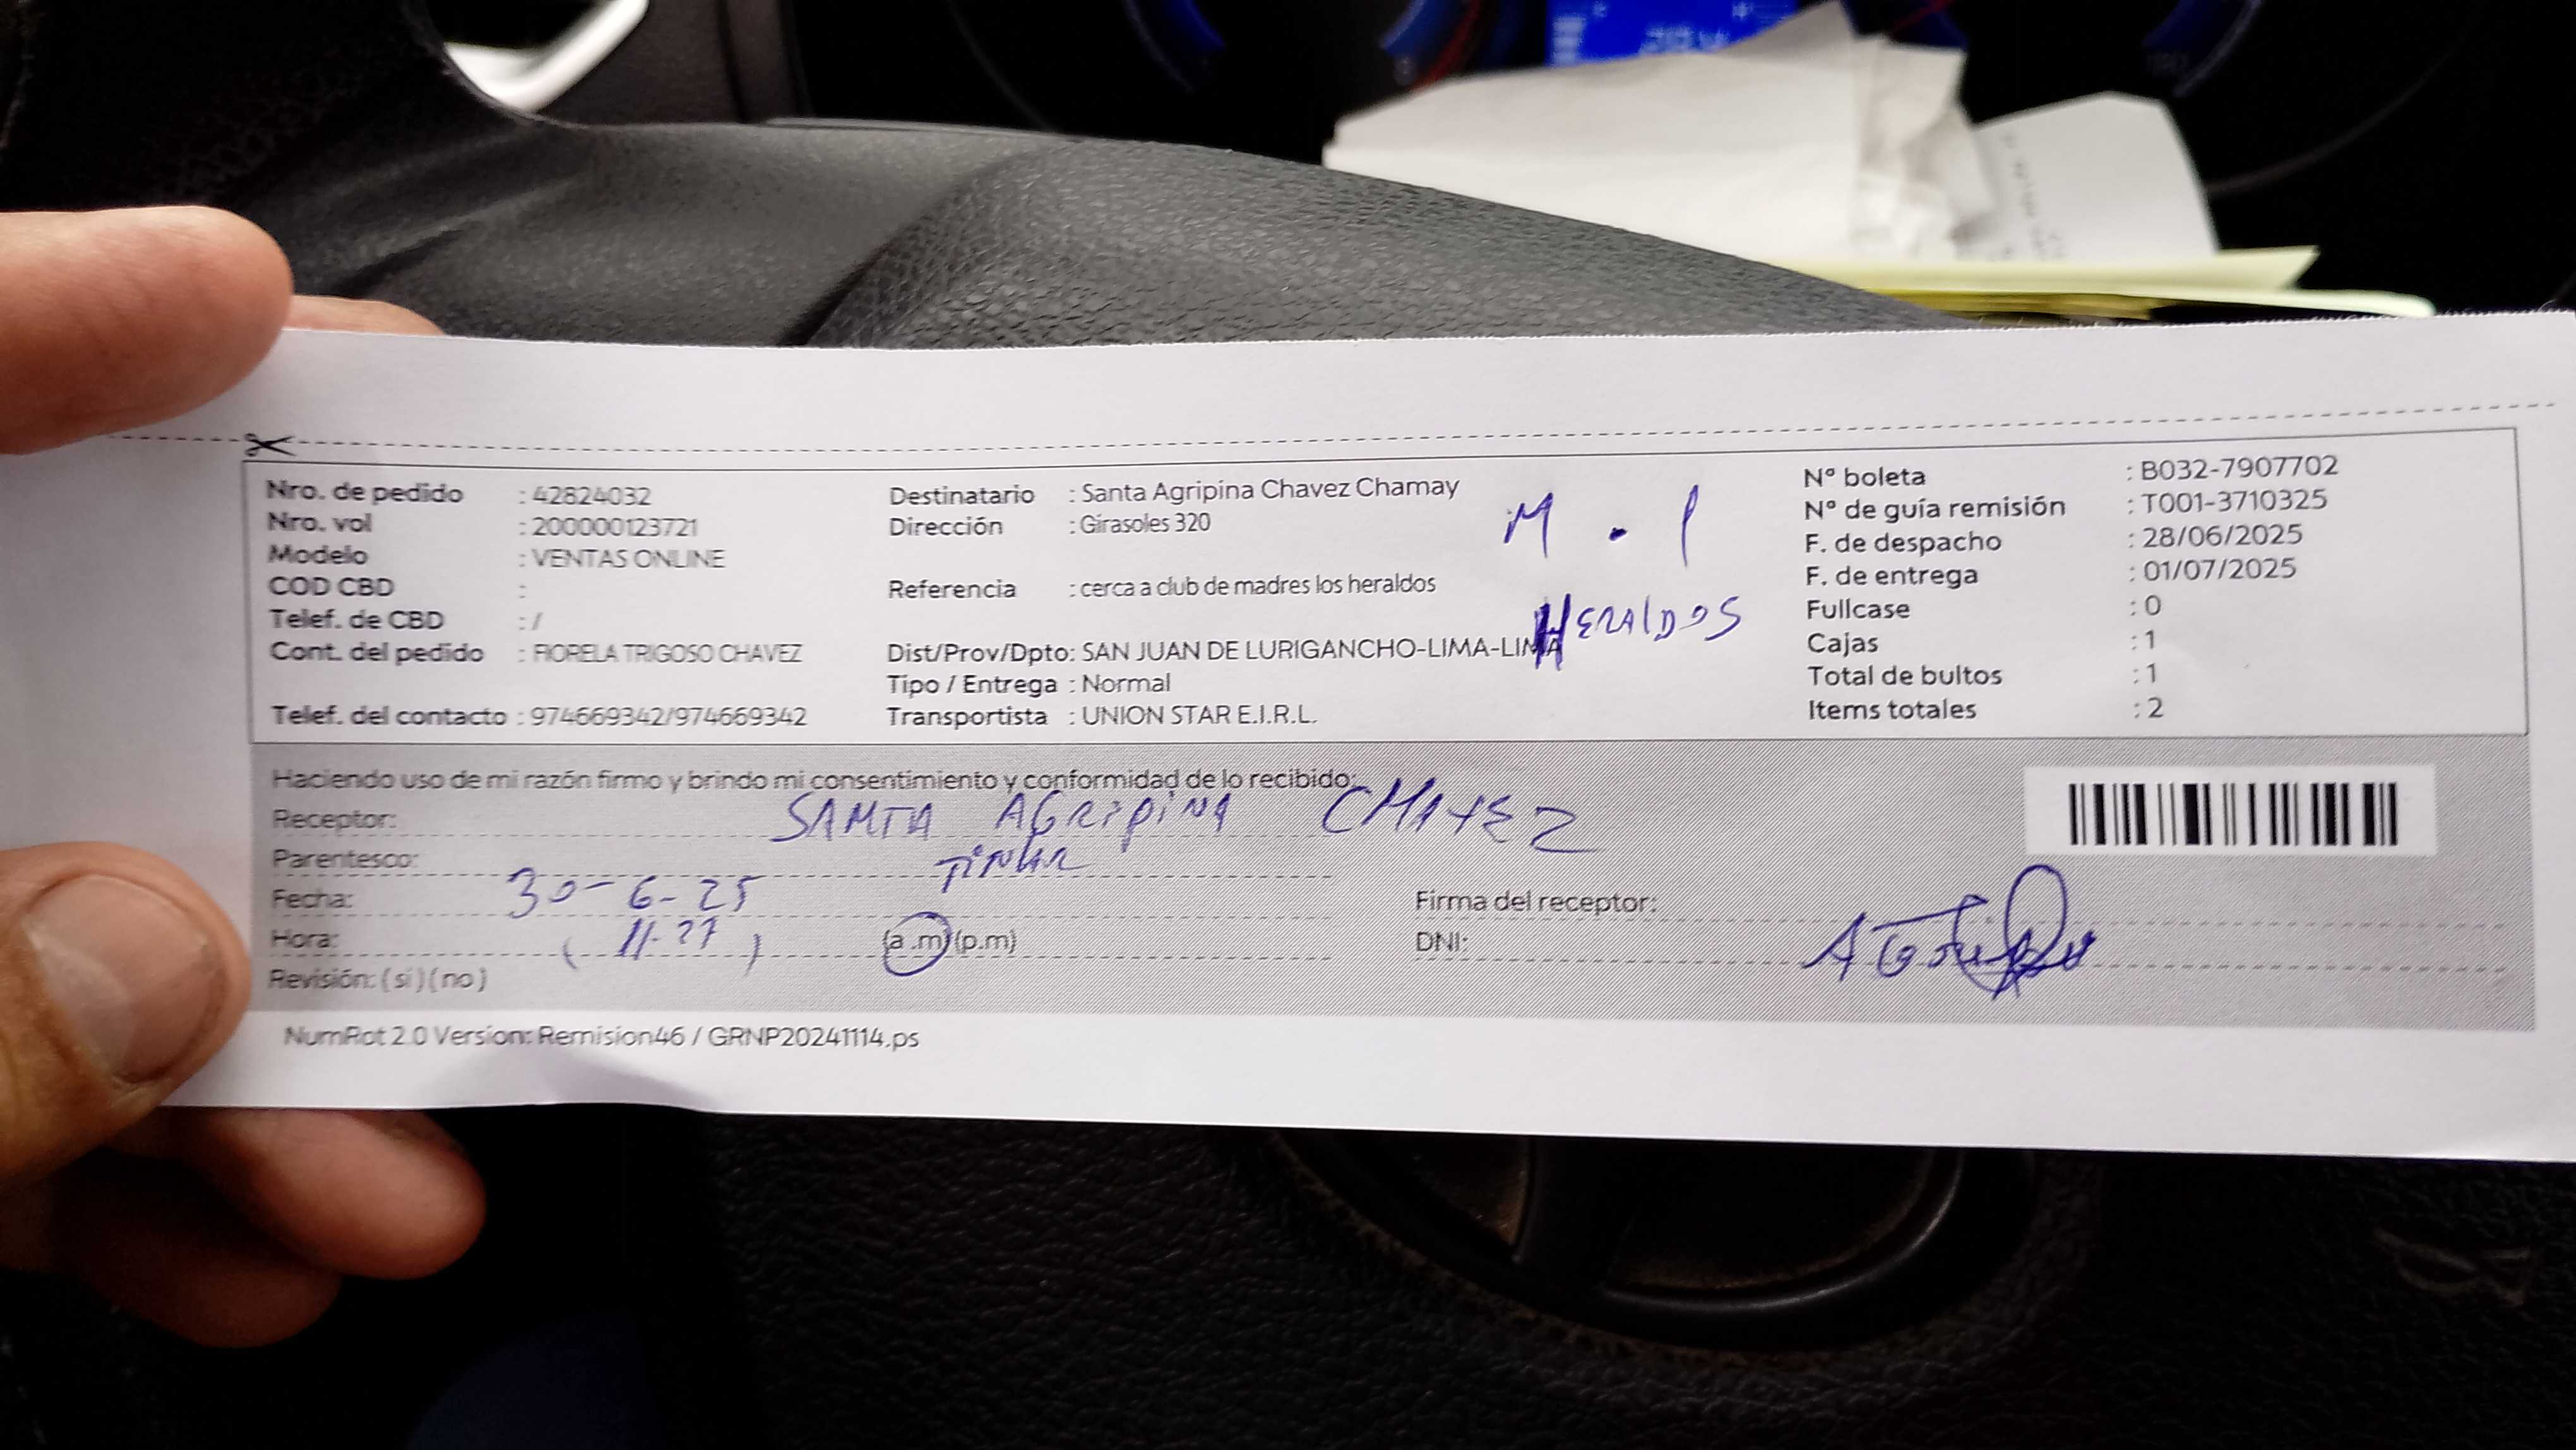 Nro. de pedido : 42824032
Nro. vol : 200000123721
Modelo : VENTAS ONLINE
COD CBD :
Telef. de CBD : /
Cont. del pedido : FIORELA TRIGOSO CHAVEZ
Telef. del contacto : 974669342/974669342
Destinatario : Santa Agripina Chavez Chamay
Dirección : Girasoles 320
Referencia : cerca a club de madres los heraldos
Dist/Prov/Dpto: SAN JUAN DE LURIGANCHO-LIMA-LIMA
Tipo / Entrega : Normal
Transportista : UNION STAR E.I.R.L.
M . P
HERALDOS
N° boleta : B032-7907702
N° de guía remisión : T001-3710325
F. de despacho : 28/06/2025
F. de entrega : 01/07/2025
Fullcase : 0
Cajas : 1
Total de bultos : 1
Items totales : 2
Haciendo uso de mi razón firmo y brindo mi consentimiento y conformidad de lo recibido:
Receptor: SANTA AGRIPINA CHAVEZ
Parentesco: TITULAR
Fecha: 30-6-25
Hora: ( 11-27 ) (a .m)(p.m)
Revisión: ( si ) ( no )
Firma del receptor:
DNI:
NumRot 2.0 Version: Remision46 / GRNP20241114.ps